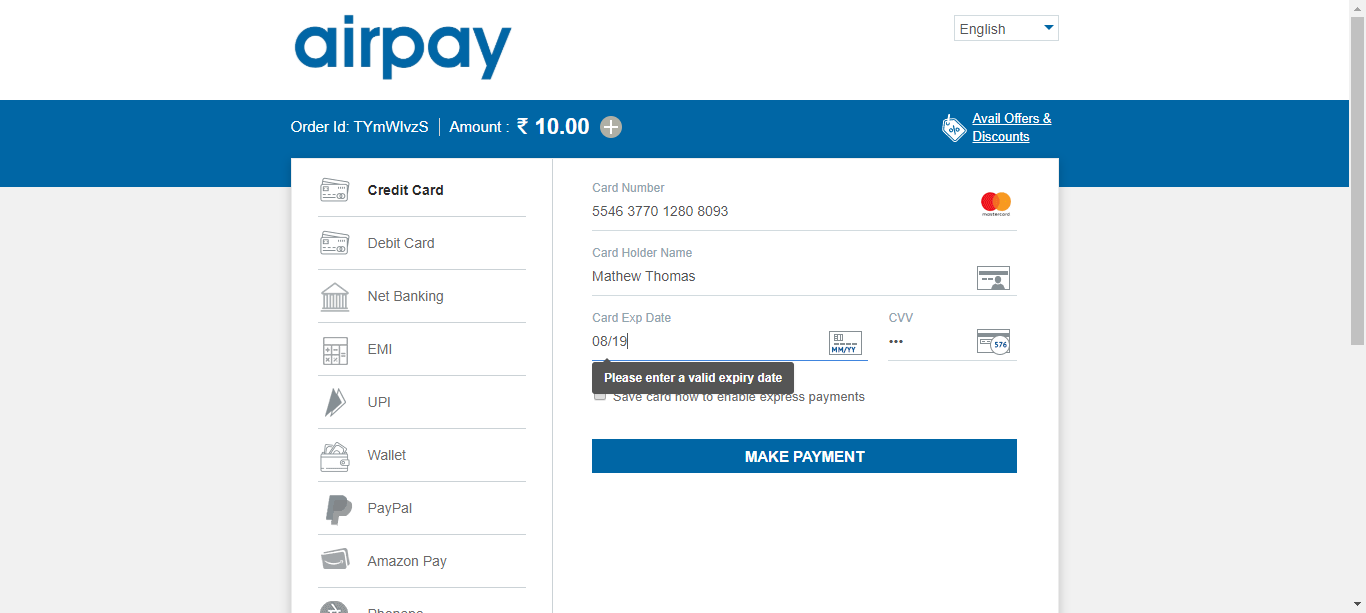 airpay
English
Order Id: TYmWlvzS | Amount : ₹ 10.00
Avail Offers &
Discounts
Credit Card
Debit Card
Net Banking
EMI
UPI
Wallet
PayPal
Amazon Pay
Phonepe
Card Number
5546 3770 1280 8093
mastercard
Card Holder Name
Mathew Thomas
Card Exp Date
08/19
MM/YY
CVV
•••
576
Please enter a valid expiry date
Save card now to enable express payments
MAKE PAYMENT